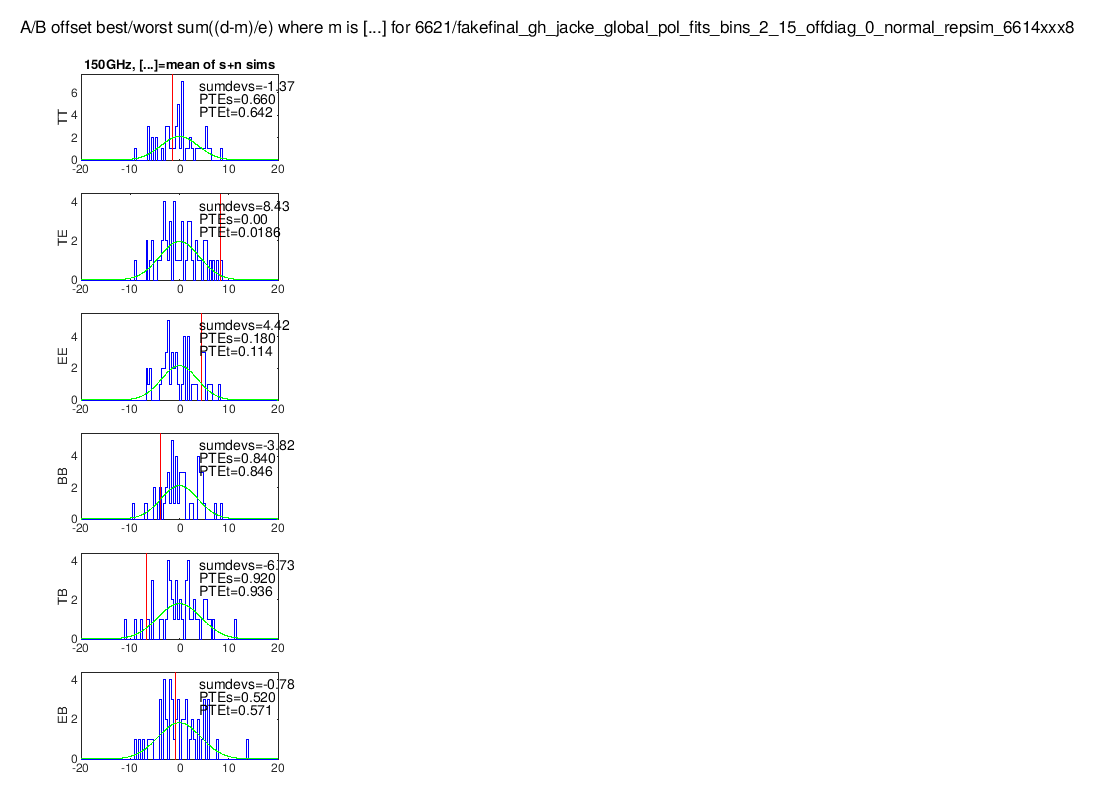 A/B offset best/worst sum((d-m)/e) where m is [...] for 6621/fakefinal_gh_jacke_global_pol_fits_bins_2_15_offdiag_0_normal_repsim_6614xxx8
150GHz, [...]=mean of s+n sims
TT
6
4
2
0
sumdevs=-1.37
PTEs=0.660
PTEt=0.642
-20 -10 0 10 20
TE
4
2
0
sumdevs=8.43
PTEs=0.00
PTEt=0.0186
-20 -10 0 10 20
EE
4
2
0
sumdevs=4.42
PTEs=0.180
PTEt=0.114
-20 -10 0 10 20
BB
4
2
0
sumdevs=-3.82
PTEs=0.840
PTEt=0.846
-20 -10 0 10 20
TB
4
2
0
sumdevs=-6.73
PTEs=0.920
PTEt=0.936
-20 -10 0 10 20
EB
4
2
0
sumdevs=-0.78
PTEs=0.520
PTEt=0.571
-20 -10 0 10 20